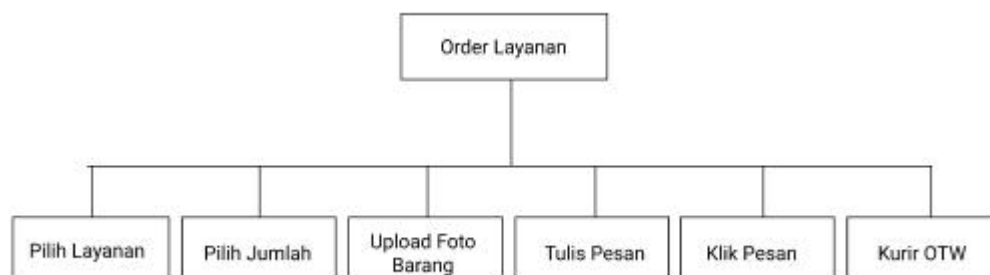 Order Layanan
Pilih Layanan
Pilih Jumlah
Upload Foto
Barang
Tulis Pesan
Klik Pesan
Kurir OTW